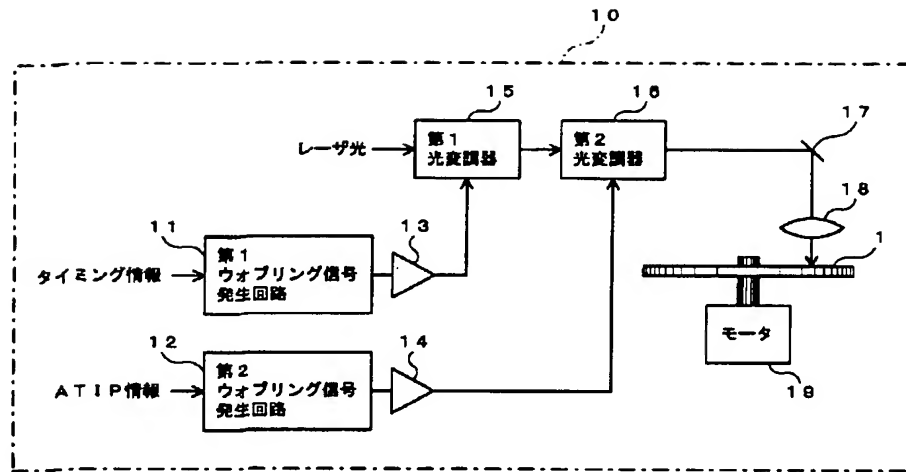 10
15
16
17
レーザ光
第1
光変調器
第2
光変調器
18
11
13
1
第1
ウォブリング信号
発生回路
タイミング情報
モータ
12
14
第2
ウォブリング信号
発生回路
ATIP情報
19